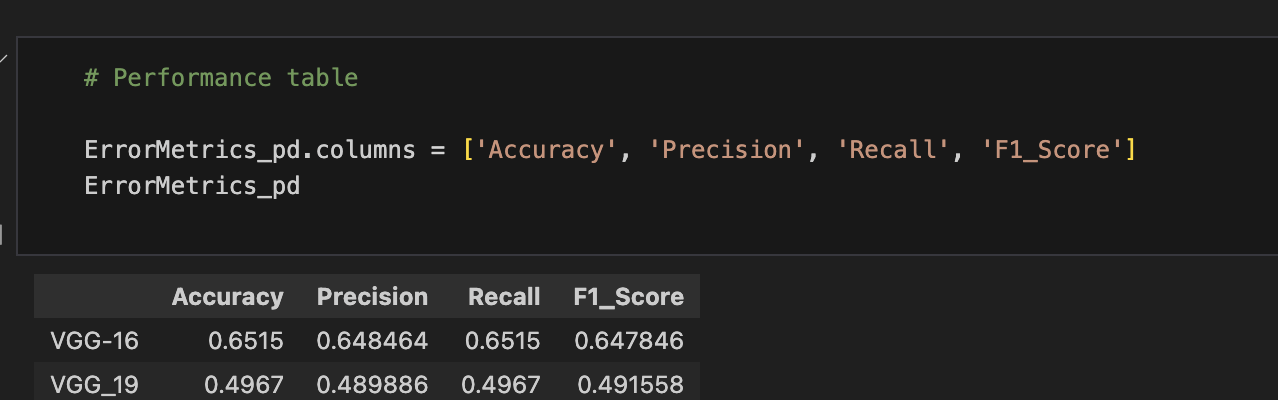 # Performance table
ErrorMetrics_pd.columns = ['Accuracy', 'Precision', 'Recall', 'F1_Score']
ErrorMetrics_pd
Accuracy Precision Recall F1_Score
VGG-16 0.6515 0.648464 0.6515 0.647846
VGG_19 0.4967 0.489886 0.4967 0.491558